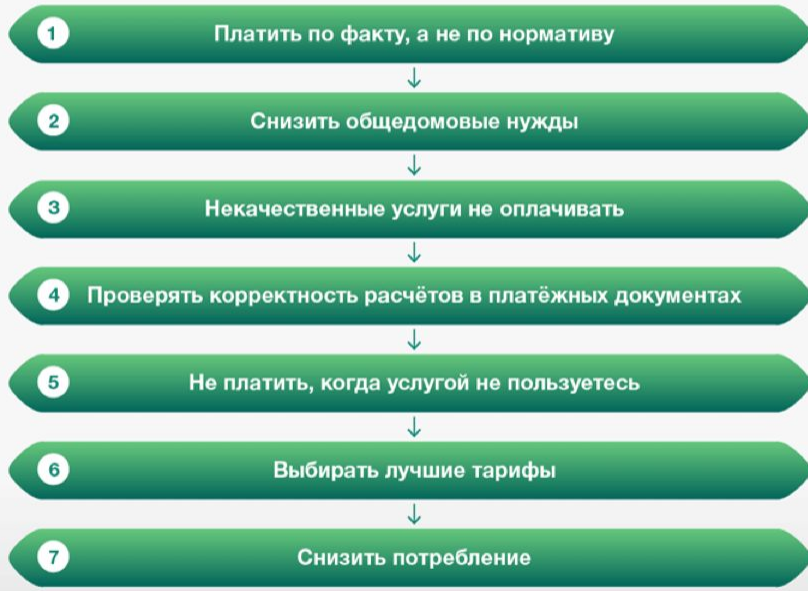 1 Платить по факту, а не по нормативу
2 Снизить общедомовые нужды
3 Некачественные услуги не оплачивать
4 Проверять корректность расчётов в платёжных документах
5 Не платить, когда услугой не пользуетесь
6 Выбирать лучшие тарифы
7 Снизить потребление